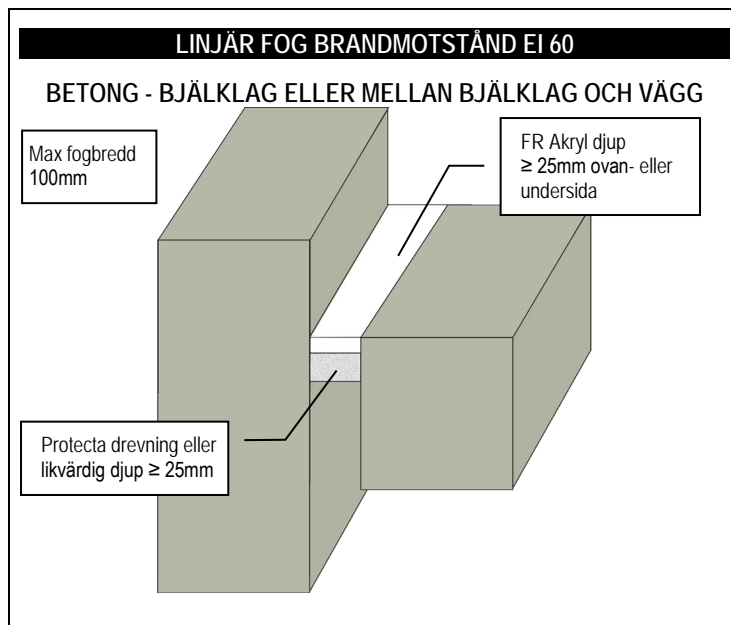 LINJÄR FOG BRANDMOTSTÅND EI 60
BETONG - BJÄLKLAG ELLER MELLAN BJÄLKLAG OCH VÄGG
Max fogbredd
100mm
FR Akryl djup
≥ 25mm ovan- eller
undersida
Protecta drevning eller
likvärdig djup ≥ 25mm